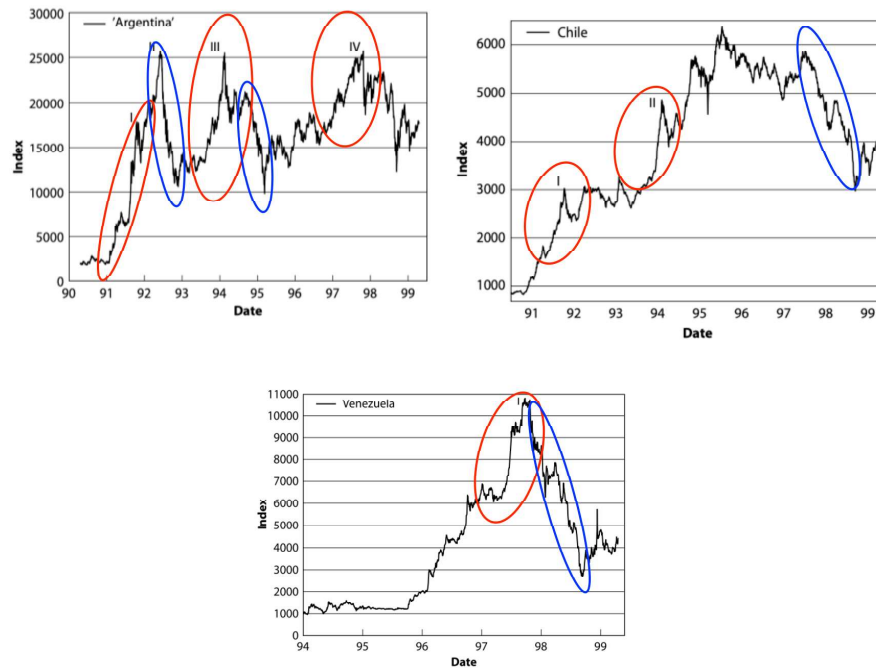 'Argentina'
Index
30000
25000
20000
15000
10000
5000
0
I
II
III
IV
90 91 92 93 94 95 96 97 98 99
Date
Chile
Index
6000
5000
4000
3000
2000
1000
I
II
91 92 93 94 95 96 97 98 99
Date
Venezuela
Index
11000
10000
9000
8000
7000
6000
5000
4000
3000
2000
1000
0
I
94 95 96 97 98 99
Date